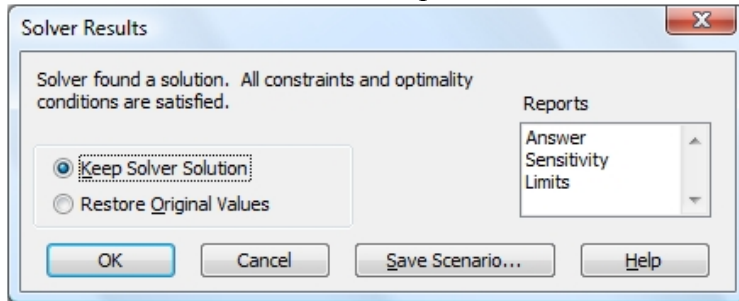 Solver Results
Solver found a solution. All constraints and optimality
conditions are satisfied.
Reports
Answer
Sensitivity
Limits
Keep Solver Solution
Restore Original Values
OK
Cancel
Save Scenario...
Help